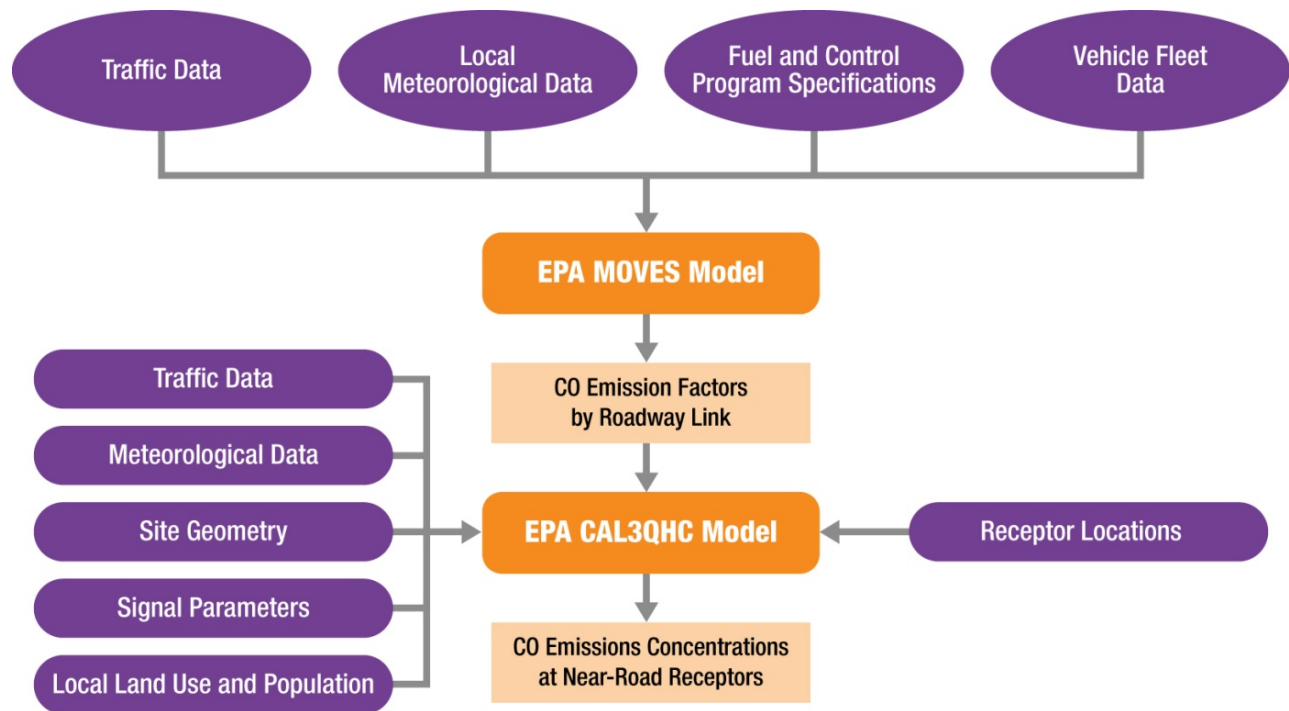 Traffic Data
Local
Meteorological Data
Fuel and Control
Program Specifications
Vehicle Fleet
Data
EPA MOVES Model
CO Emission Factors
by Roadway Link
Traffic Data
Meteorological Data
Site Geometry
Signal Parameters
Local Land Use and Population
EPA CAL3QHC Model
Receptor Locations
CO Emissions Concentrations
at Near-Road Receptors